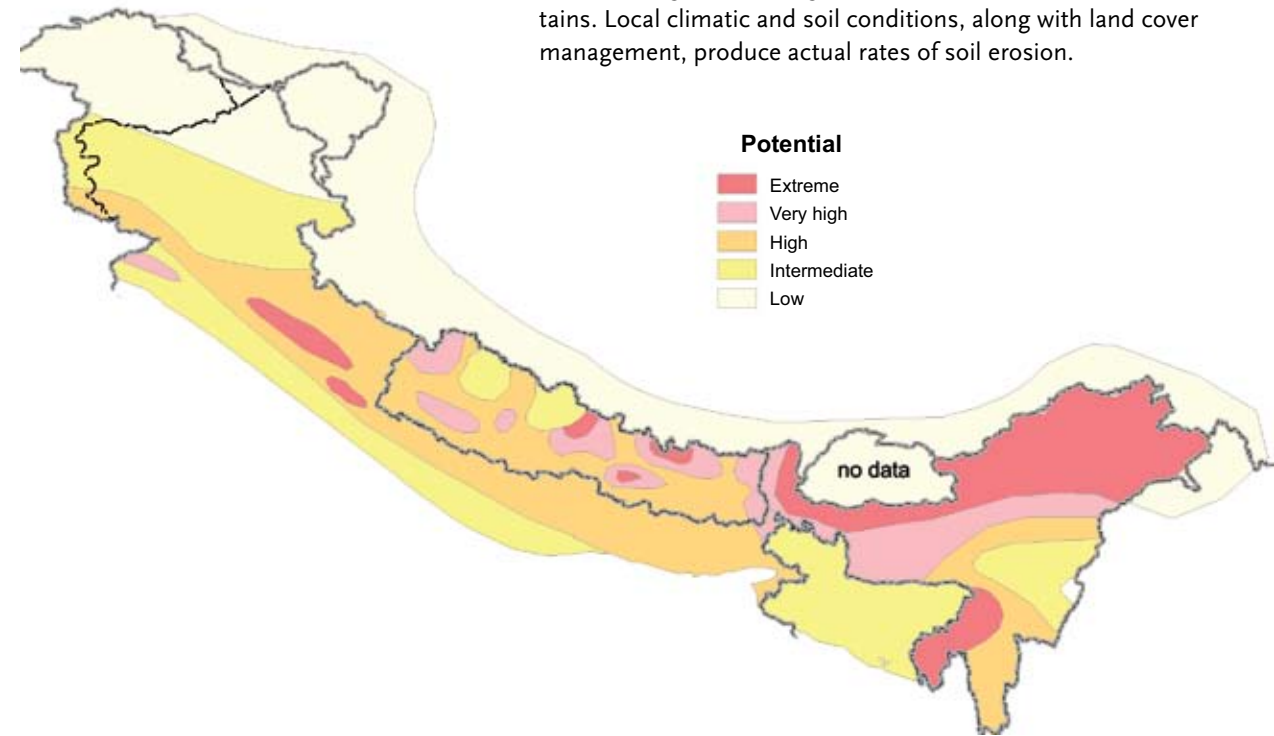 tains. Local climatic and soil conditions, along with land cover
management, produce actual rates of soil erosion.
Potential
Extreme
Very high
High
Intermediate
Low
no data